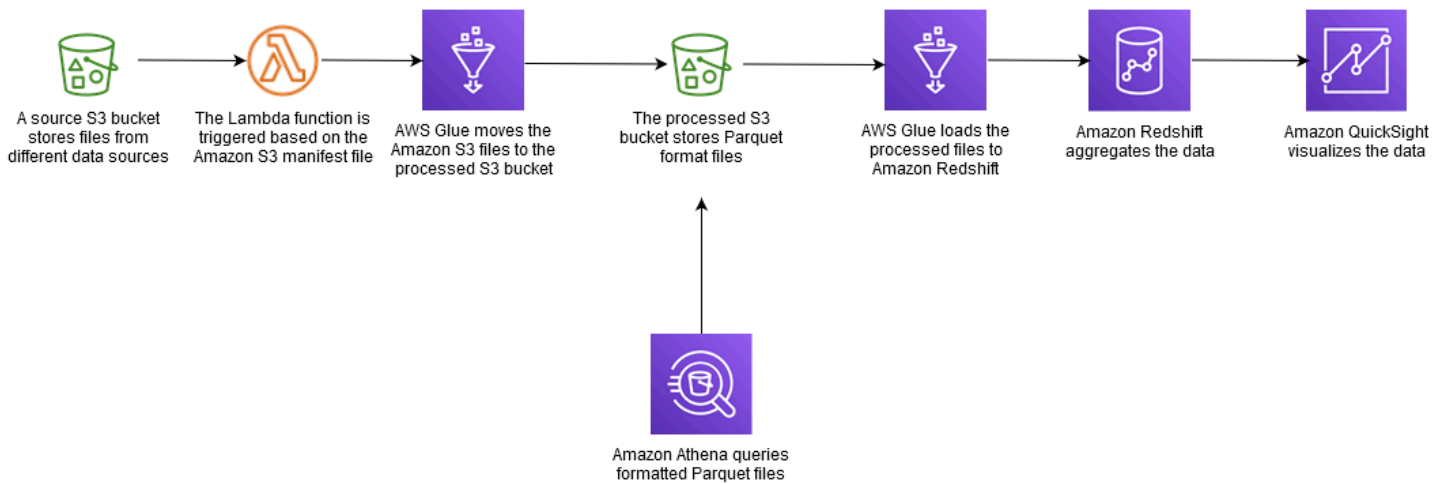 A source S3 bucket
stores files from
different data sources
The Lambda function is
triggered based on the
Amazon S3 manifest file
AWS Glue moves the
Amazon S3 files to the
processed S3 bucket
The processed S3
bucket stores Parquet
format files
AWS Glue loads the
processed files to
Amazon Redshift
Amazon Redshift
aggregates the data
Amazon QuickSight
visualizes the data
Amazon Athena queries
formatted Parquet files